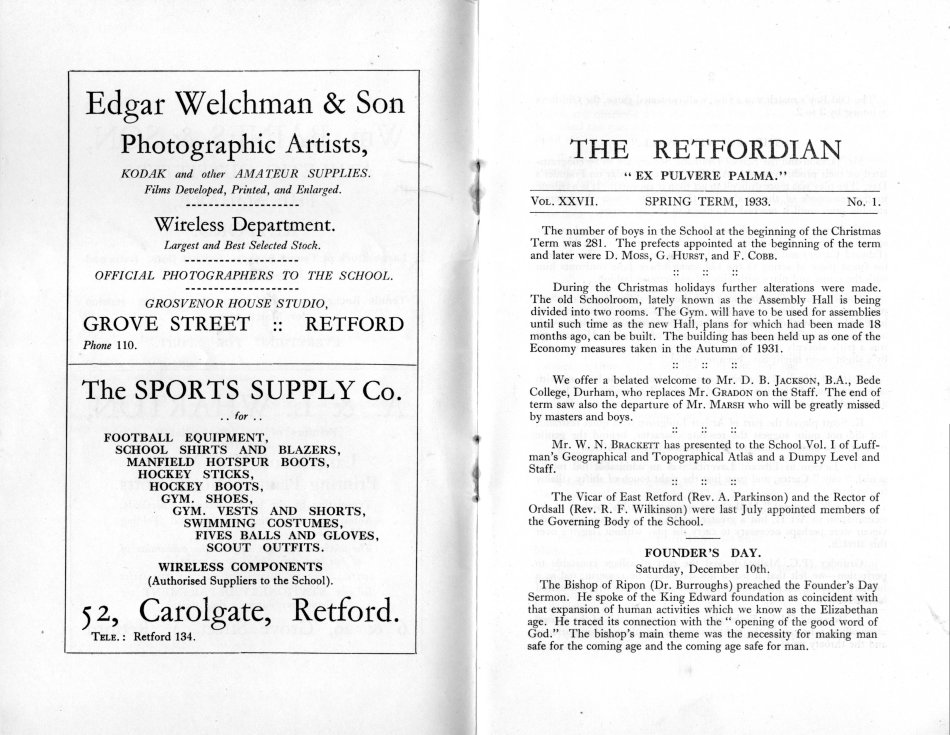 Edgar Welchman & Son
Photographic Artists,
KODAK and other AMATEUR SUPPLIES.
Films Developed, Printed, and Enlarged.
Wireless Department.
Largest and Best Selected Stock.
OFFICIAL PHOTOGRAPHERS TO THE SCHOOL.
GROSVENOR HOUSE STUDIO,
GROVE STREET :: RETFORD
Phone 110.
The SPORTS SUPPLY Co.
. . for . .
FOOTBALL EQUIPMENT,
SCHOOL SHIRTS AND BLAZERS,
MANFIELD HOTSPUR BOOTS,
HOCKEY STICKS,
HOCKEY BOOTS,
GYM. SHOES,
GYM. VESTS AND SHORTS,
SWIMMING COSTUMES,
FIVES BALLS AND GLOVES,
SCOUT OUTFITS.
WIRELESS COMPONENTS
(Authorised Suppliers to the School).
52, Carolgate, Retford.
TELE. : Retford 134.
THE RETFORDIAN
“ EX PULVERE PALMA.”
VOL. XXVII. SPRING TERM, 1933. No. 1.
The number of boys in the School at the beginning of the Christmas
Term was 281. The prefects appointed at the beginning of the term
and later were D. MOSS, G. HURST, and F. COBB.
:: :: ::
During the Christmas holidays further alterations were made.
The old Schoolroom, lately known as the Assembly Hall is being
divided into two rooms. The Gym. will have to be used for assemblies
until such time as the new Hall, plans for which had been made 18
months ago, can be built. The building has been held up as one of the
Economy measures taken in the Autumn of 1931.
:: :: ::
We offer a belated welcome to Mr. D. B. JACKSON, B.A., Bede
College, Durham, who replaces Mr. GRADON on the Staff. The end of
term saw also the departure of Mr. MARSH who will be greatly missed
by masters and boys.
:: :: ::
Mr. W. N. BRACKETT has presented to the School Vol. I of Luff-
man's Geographical and Topographical Atlas and a Dumpy Level and
Staff.
:: :: ::
The Vicar of East Retford (Rev. A. Parkinson) and the Rector of
Ordsall (Rev. R. F. Wilkinson) were last July appointed members of
the Governing Body of the School.
FOUNDER'S DAY.
Saturday, December 10th.
The Bishop of Ripon (Dr. Burroughs) preached the Founder's Day
Sermon. He spoke of the King Edward foundation as coincident with
that expansion of human activities which we know as the Elizabethan
age. He traced its connection with the “ opening of the good word of
God.” The bishop's main theme was the necessity for making man
safe for the coming age and the coming age safe for man.